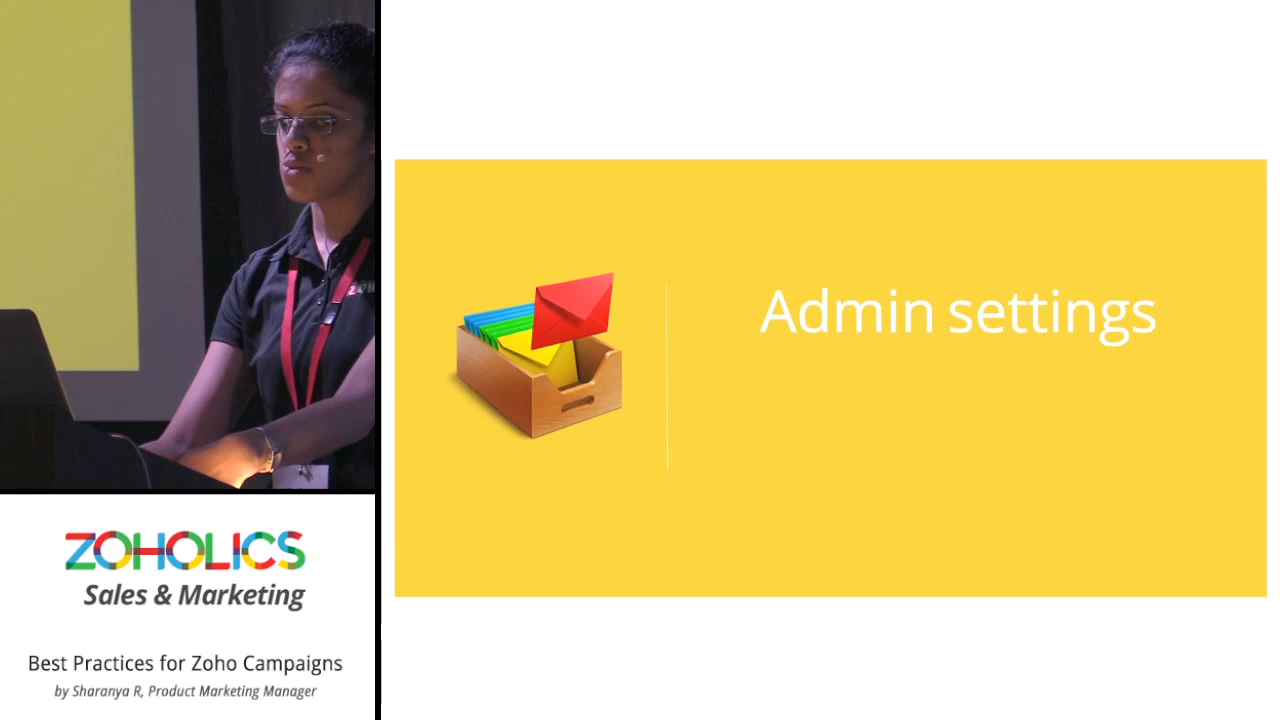 Admin settings
ZOHOLICS
Sales & Marketing
Best Practices for Zoho Campaigns
by Sharanya R, Product Marketing Manager